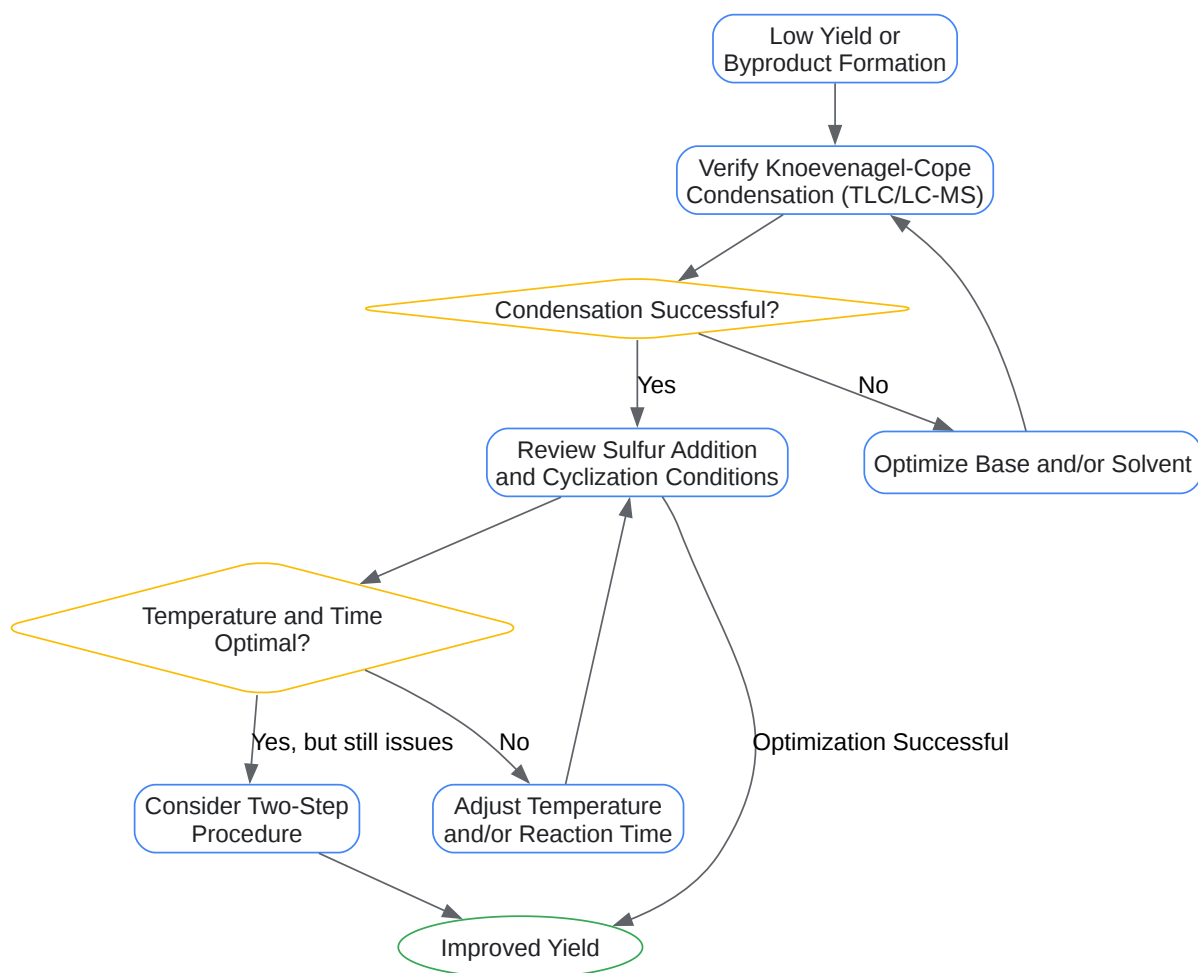 Low Yield or
Byproduct Formation
Verify Knoevenagel-Cope
Condensation (TLC/LC-MS)
Condensation Successful?
Yes
No
Review Sulfur Addition
and Cyclization Conditions
Optimize Base and/or Solvent
Temperature and Time
Optimal?
Yes, but still issues
No
Optimization Successful
Consider Two-Step
Procedure
Adjust Temperature
and/or Reaction Time
Improved Yield